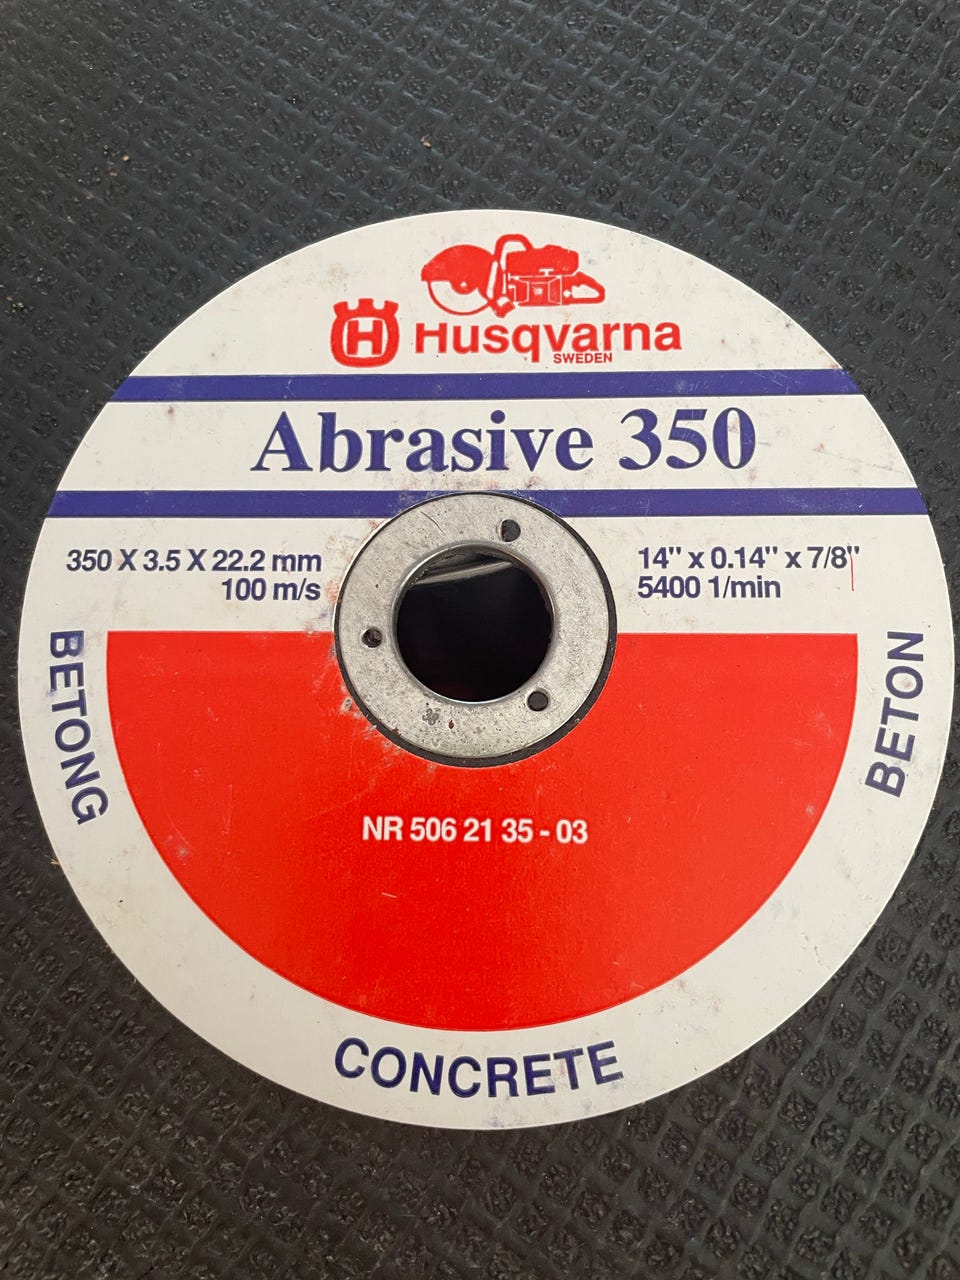 H
Husqvarna
SWEDEN
Abrasive 350
350 X 3.5 X 22.2 mm
100 m/s
14" x 0.14" x 7/8"
5400 1/min
BETONG
BETON
NR 506 21 35 - 03
CONCRETE